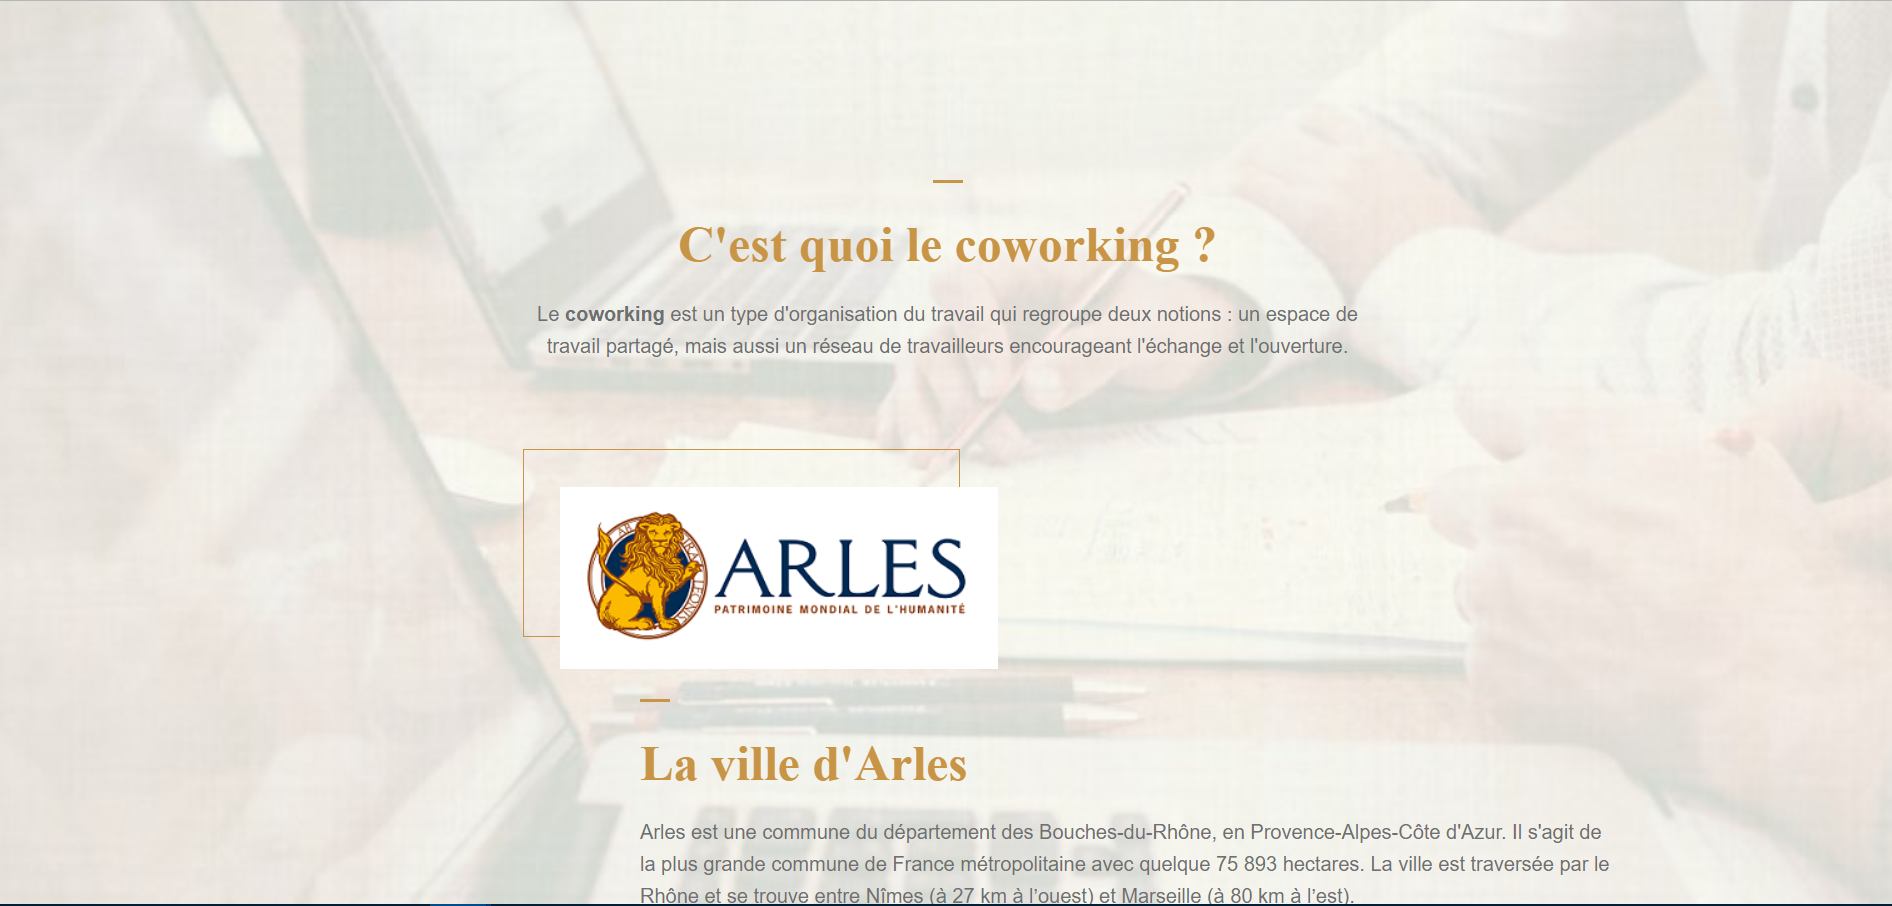 C'est quoi le coworking ?
Le coworking est un type d'organisation du travail qui regroupe deux notions : un espace de
travail partagé, mais aussi un réseau de travailleurs encourageant l'échange et l'ouverture.
AB IRA LEONIS
ARLES
PATRIMOINE MONDIAL DE L'HUMANITÉ
La ville d'Arles
Arles est une commune du département des Bouches-du-Rhône, en Provence-Alpes-Côte d'Azur. Il s'agit de
la plus grande commune de France métropolitaine avec quelque 75 893 hectares. La ville est traversée par le
Rhône et se trouve entre Nîmes (à 27 km à l’ouest) et Marseille (à 80 km à l’est).